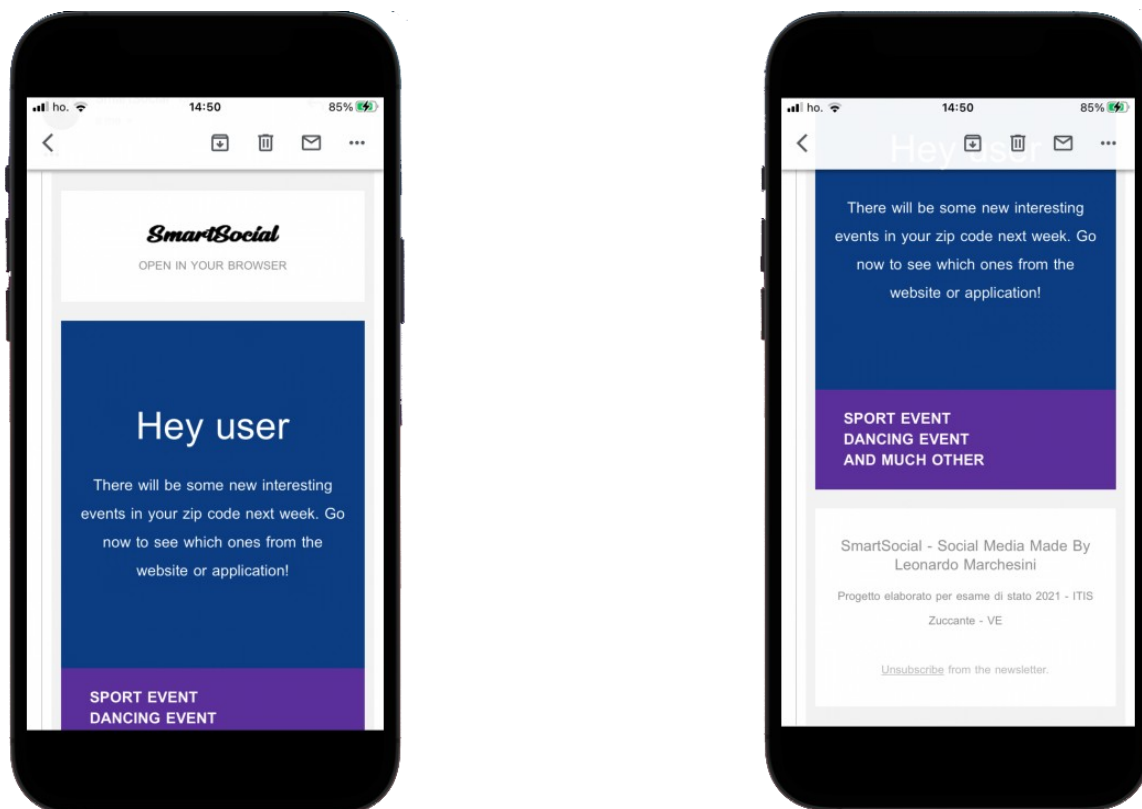 ho. 14:50 85%
SmartSocial
OPEN IN YOUR BROWSER
Hey user
There will be some new interesting
events in your zip code next week. Go
now to see which ones from the
website or application!
SPORT EVENT
DANCING EVENT
ho. 14:50 85%
Hey user
There will be some new interesting
events in your zip code next week. Go
now to see which ones from the
website or application!
SPORT EVENT
DANCING EVENT
AND MUCH OTHER
SmartSocial - Social Media Made By
Leonardo Marchesini
Progetto elaborato per esame di stato 2021 - ITIS
Zuccante - VE
Unsubscribe from the newsletter.